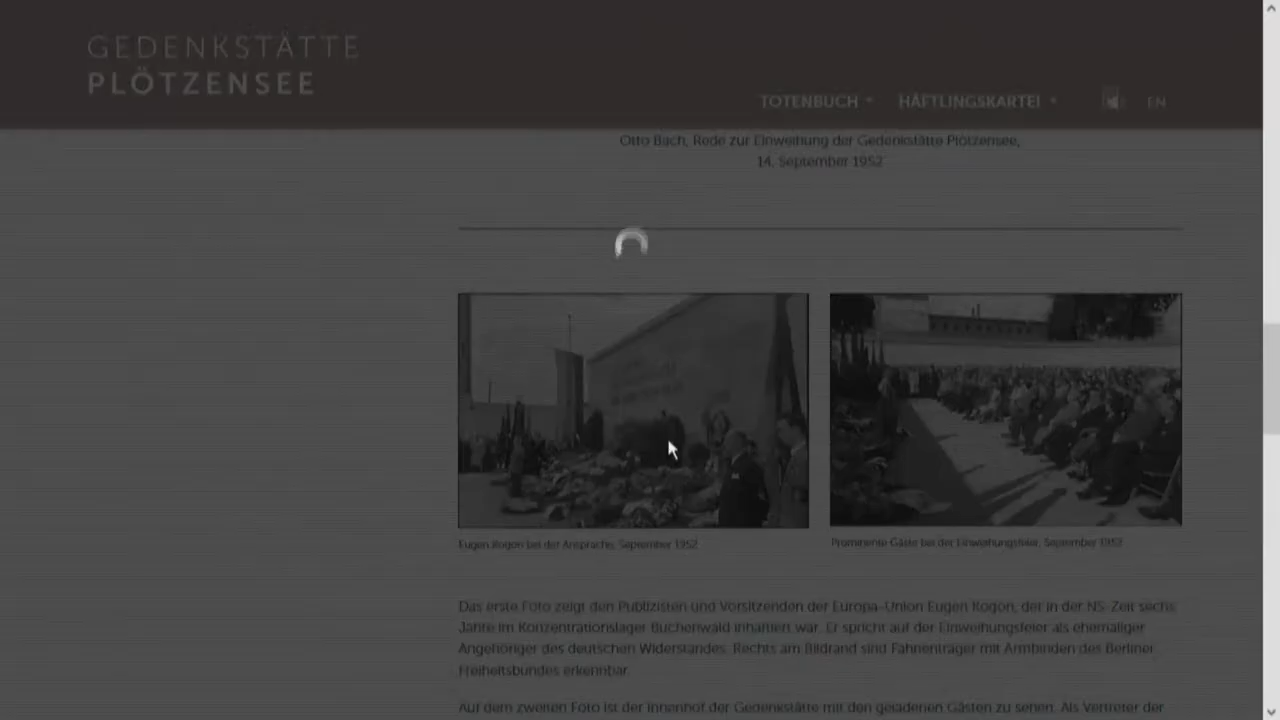 GEDENKSTÄTTE
PLÖTZENSEE
TOTENBUCH
HÄFTLINGSKARTEI
EN
Otto Bach, Rede zur Einweihung der Gedenkstätte Plötzensee,
14. September 1952
Eugen Kogon bei der Ansprache, September 1952
Prominente Gäste bei der Einweihungsfeier, September 1952
Das erste Foto zeigt den Publizisten und Vorsitzenden der Europa-Union Eugen Kogon, der in der NS-Zeit sechs
Jahre im Konzentrationslager Buchenwald inhaftiert war. Er spricht auf der Einweihungsfeier als ehemaliger
Angehöriger des deutschen Widerstandes. Rechts am Bildrand sind Fahnenträger mit Armbinden des Berliner
Freiheitsbundes erkennbar.
Auf dem zweiten Foto ist der Innenhof der Gedenkstätte mit den geladenen Gästen zu sehen. Als Vertreter der